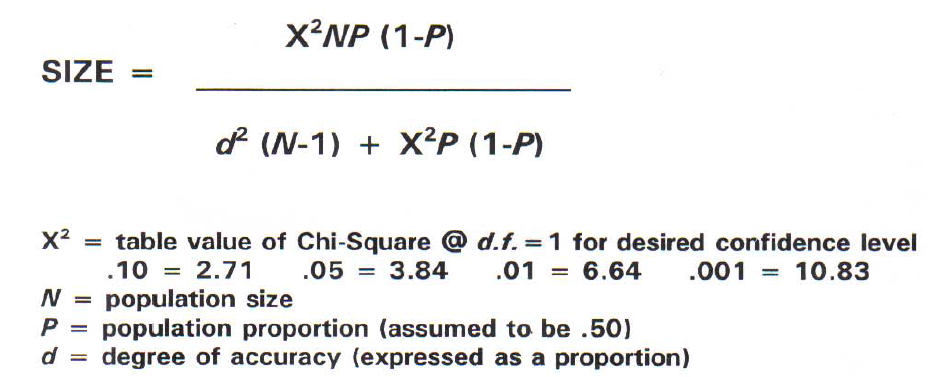 X²NP (1-P)
SIZE =
d² (N-1) + X²P (1-P)
X² = table value of Chi-Square @ d.f. = 1 for desired confidence level
.10 = 2.71 .05 = 3.84 .01 = 6.64 .001 = 10.83
N = population size
P = population proportion (assumed to be .50)
d = degree of accuracy (expressed as a proportion)